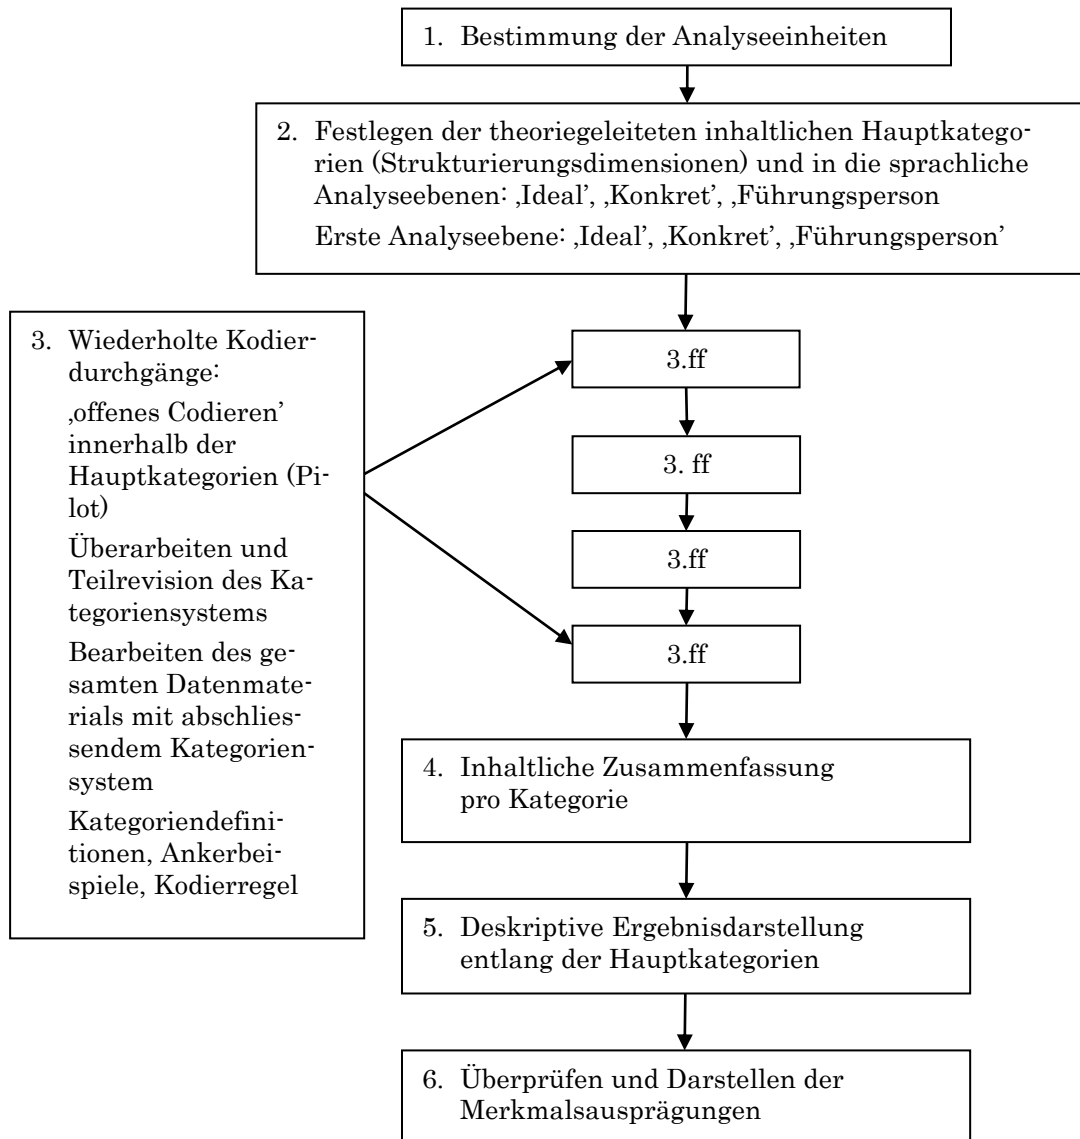 1. Bestimmung der Analyseeinheiten
2. Festlegen der theoriegeleiteten inhaltlichen Hauptkatego-
rien (Strukturierungsdimensionen) und in die sprachliche
Analyseebenen: ‚Ideal’, ‚Konkret’, ‚Führungsperson
Erste Analyseebene: ‚Ideal’, ‚Konkret’, ‚Führungsperson’
3. Wiederholte Kodier-
durchgänge:
‚offenes Codieren’
innerhalb der
Hauptkategorien (Pi-
lot)
Überarbeiten und
Teilrevision des Ka-
tegoriensystems
Bearbeiten des ge-
samten Datenmate-
rials mit abschlies-
sendem Kategorien-
system
Kategoriendefini-
tionen, Ankerbei-
spiele, Kodierregel
3.ff
3. ff
3.ff
3.ff
4. Inhaltliche Zusammenfassung
pro Kategorie
5. Deskriptive Ergebnisdarstellung
entlang der Hauptkategorien
6. Überprüfen und Darstellen der
Merkmalsausprägungen